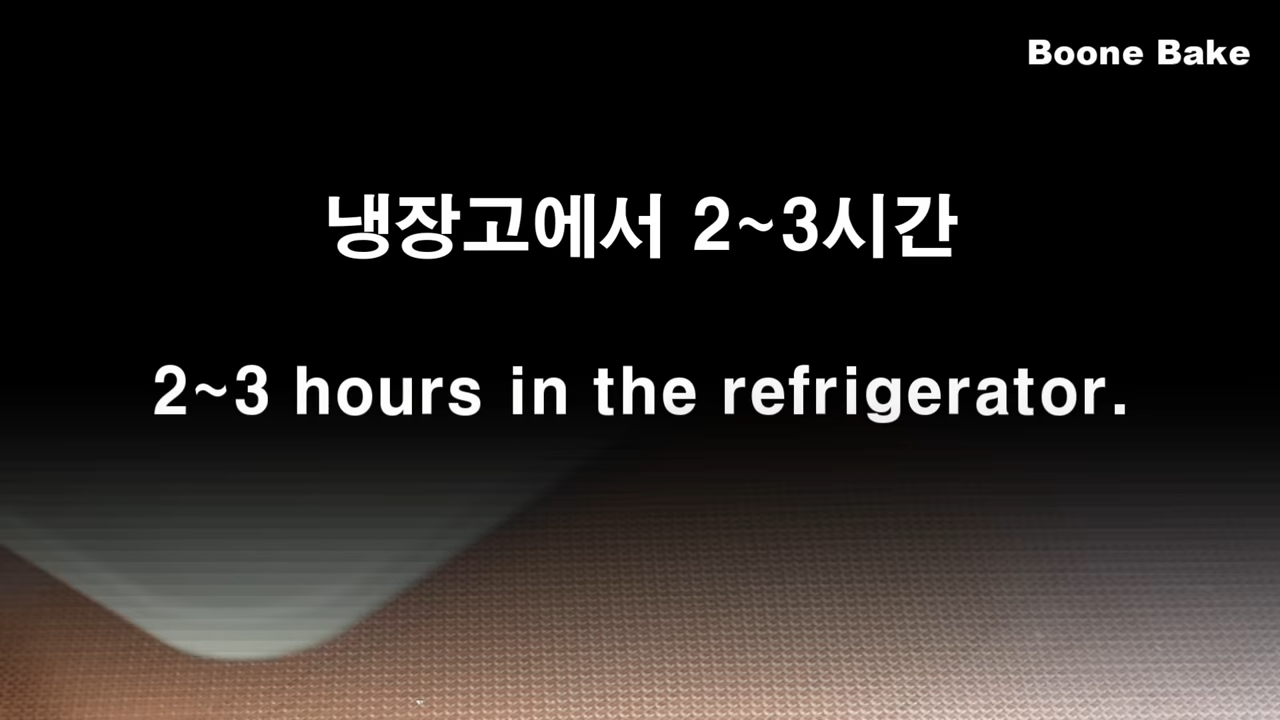 Boone Bake
냉장고에서 2~3시간
2~3 hours in the refrigerator.